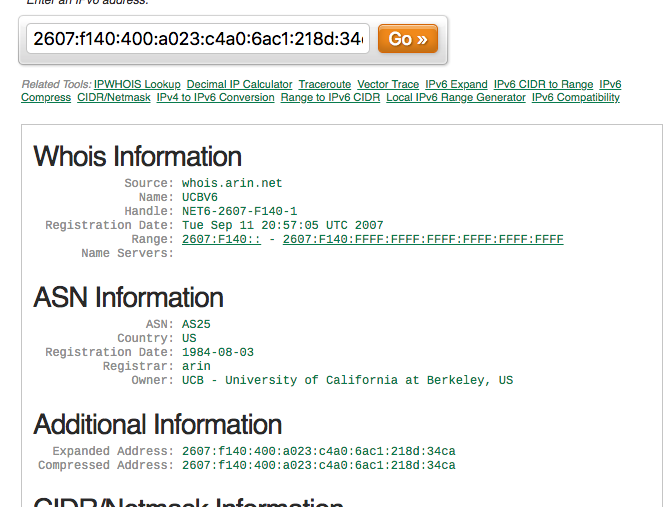 Enter an IPv6 address.
2607:f140:400:a023:c4a0:6ac1:218d:34 Go »
Related Tools: IPWHOIS Lookup Decimal IP Calculator Traceroute Vector Trace IPv6 Expand IPv6 CIDR to Range IPv6
Compress CIDR/Netmask IPv4 to IPv6 Conversion Range to IPv6 CIDR Local IPv6 Range Generator IPv6 Compatibility
Whois Information
Source: whois.arin.net
Name: UCBV6
Handle: NET6-2607-F140-1
Registration Date: Tue Sep 11 20:57:05 UTC 2007
Range: 2607:F140:: - 2607:F140:FFFF:FFFF:FFFF:FFFF:FFFF:FFFF
Name Servers:
ASN Information
ASN: AS25
Country: US
Registration Date: 1984-08-03
Registrar: arin
Owner: UCB - University of California at Berkeley, US
Additional Information
Expanded Address: 2607:f140:400:a023:c4a0:6ac1:218d:34ca
Compressed Address: 2607:f140:400:a023:c4a0:6ac1:218d:34ca
CIDR/Netmask Information